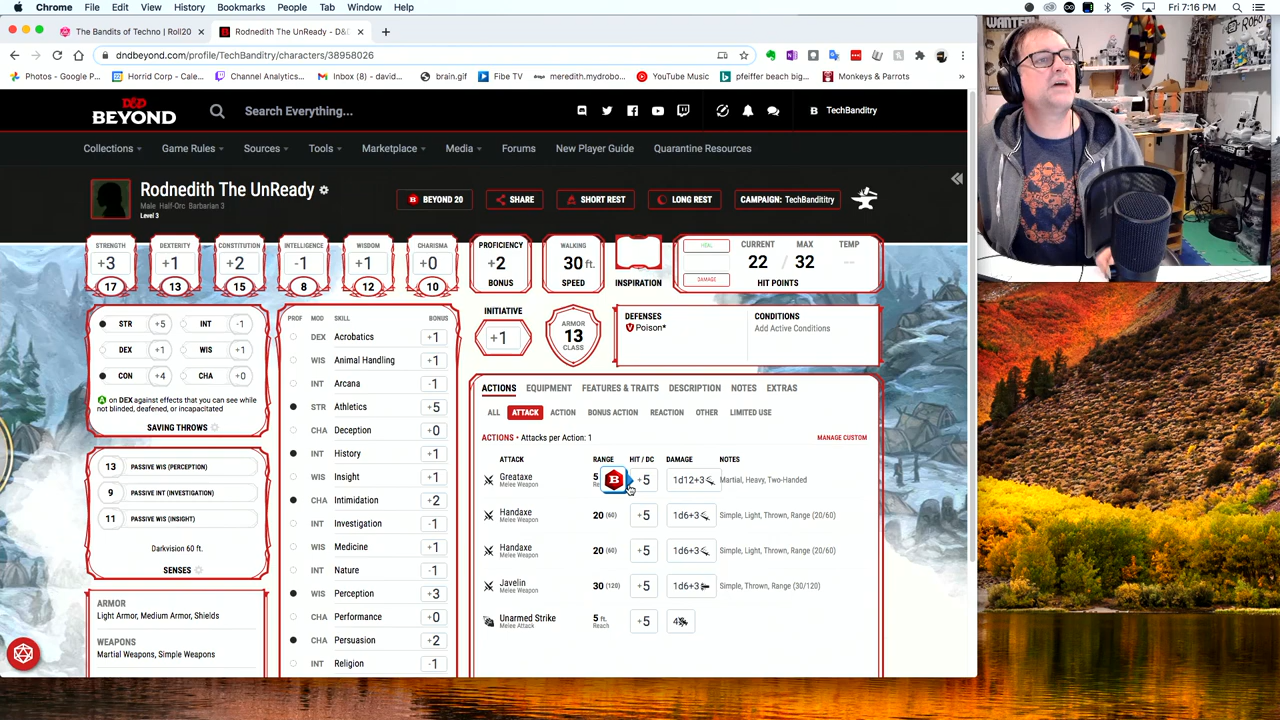 Chrome File Edit View History Bookmarks People Tab Window Help Fri 7:16 PM
The Bandits of Techno | Roll20 Rodnedith The UnReady - D&
dndbeyond.com/profile/TechBanditry/characters/38958026
Photos - Google P... Horrid Corp - Cale... Channel Analytics... Inbox (8) - david... brain.gif Fibe TV meredith.mydrobo... YouTube Music pfeiffer beach big... Monkeys & Parrots
D&D BEYOND Search Everything... TechBanditry
Collections Game Rules Sources Tools Marketplace Media Forums New Player Guide Quarantine Resources
Rodnedith The UnReady
Male Half-Orc Barbarian 3
Level 3
BEYOND 20 SHARE SHORT REST LONG REST CAMPAIGN: TechBandititry
STRENGTH
+3
17
DEXTERITY
+1
13
CONSTITUTION
+2
15
INTELLIGENCE
-1
8
WISDOM
+1
12
CHARISMA
+0
10
PROFICIENCY
+2
BONUS
WALKING
30 ft.
SPEED
INSPIRATION
HEAL
DAMAGE
CURRENT MAX TEMP
22 / 32 --
HIT POINTS
STR +5 INT -1
DEX +1 WIS +1
CON +4 CHA +0
A on DEX against effects that you can see while
not blinded, deafened, or incapacitated
SAVING THROWS
13 PASSIVE WIS (PERCEPTION)
9 PASSIVE INT (INVESTIGATION)
11 PASSIVE WIS (INSIGHT)
Darkvision 60 ft.
SENSES
ARMOR
Light Armor, Medium Armor, Shields
WEAPONS
Martial Weapons, Simple Weapons
PROF MOD SKILL BONUS
DEX Acrobatics +1
WIS Animal Handling +1
INT Arcana -1
STR Athletics +5
CHA Deception +0
INT History +1
WIS Insight +1
CHA Intimidation +2
INT Investigation -1
WIS Medicine +1
INT Nature -1
WIS Perception +3
CHA Performance +0
CHA Persuasion +2
INT Religion -1
INITIATIVE
+1
ARMOR
13
CLASS
DEFENSES
Poison*
CONDITIONS
Add Active Conditions
ACTIONS EQUIPMENT FEATURES & TRAITS DESCRIPTION NOTES EXTRAS
ALL ATTACK ACTION BONUS ACTION REACTION OTHER LIMITED USE
ACTIONS • Attacks per Action: 1 MANAGE CUSTOM
ATTACK RANGE HIT / DC DAMAGE NOTES
Greataxe 5 B +5 1d12+3 Martial, Heavy, Two-Handed
Melee Weapon
Handaxe 20 (60) +5 1d6+3 Simple, Light, Thrown, Range (20/60)
Melee Weapon
Handaxe 20 (60) +5 1d6+3 Simple, Light, Thrown, Range (20/60)
Melee Weapon
Javelin 30 (120) +5 1d6+3 Simple, Thrown, Range (30/120)
Melee Weapon
Unarmed Strike 5 ft. +5 4
Melee Attack Reach
WANTED